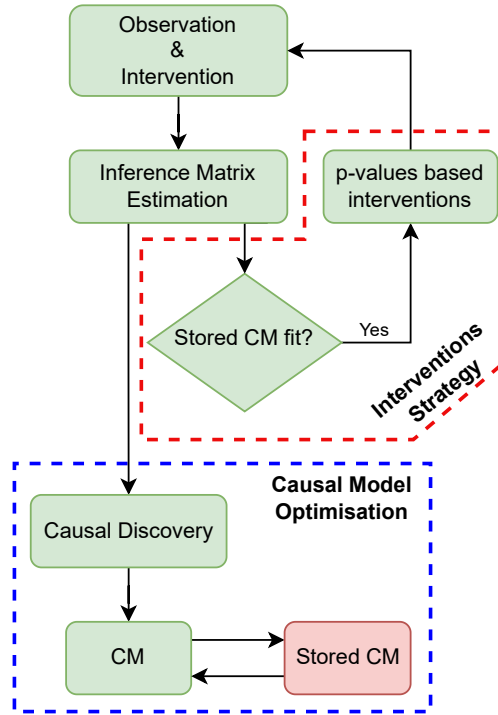 Observation
&
Intervention
Inference Matrix
Estimation
p-values based
interventions
Stored CM fit?
Yes
Interventions
Strategy
Causal Model
Optimisation
Causal Discovery
CM
Stored CM